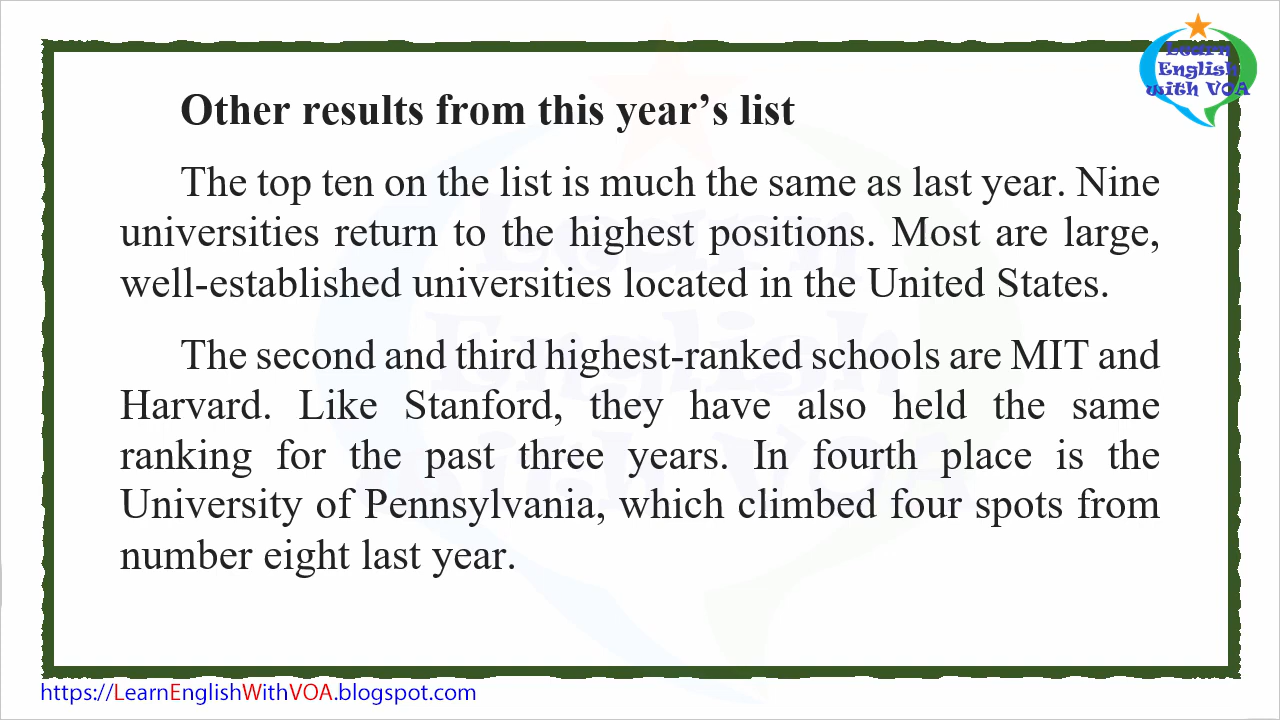 Learn
English
with VOA
Other results from this year’s list
The top ten on the list is much the same as last year. Nine
universities return to the highest positions. Most are large,
well-established universities located in the United States.
The second and third highest-ranked schools are MIT and
Harvard. Like Stanford, they have also held the same
ranking for the past three years. In fourth place is the
University of Pennsylvania, which climbed four spots from
number eight last year.
https://LearnEnglishWithVOA.blogspot.com